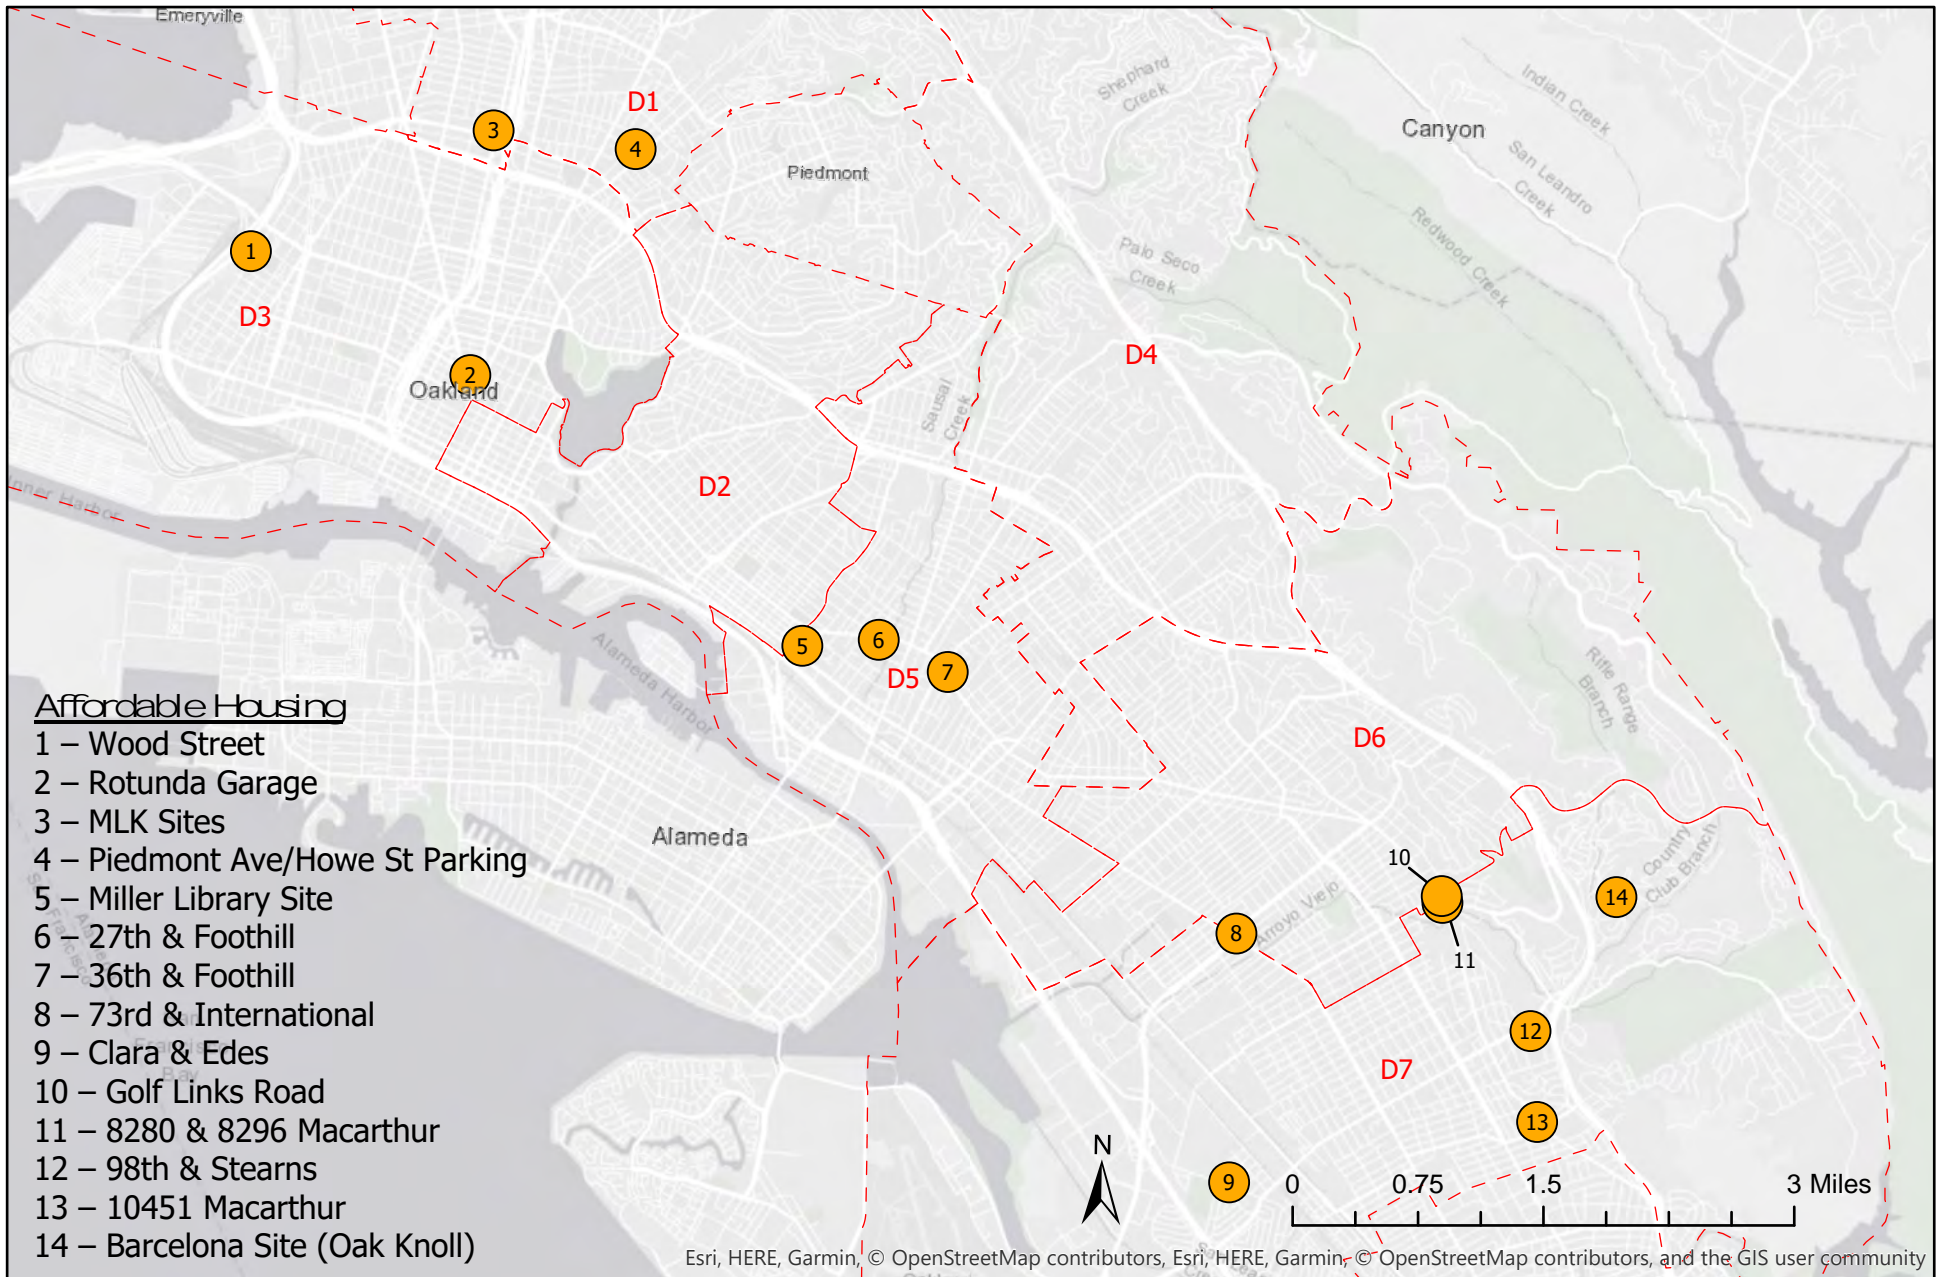 Emeryville
D1
Shephard
Creek
Indian Creek
Canyon
San Leandro
Creek
3
4
Piedmont
Redwood Creek
1
Palo Seco
Creek
D3
D4
2
Oakland
Sausal
Creek
D2
Inner Harbor
5
6
7
D5
Alameda Harbor
Rifle Range
Branch
D6
Alameda
Country
Club Branch
10
14
8
Arroyo Viejo
11
12
D7
13
9
Affordable Housing
1 – Wood Street
2 – Rotunda Garage
3 – MLK Sites
4 – Piedmont Ave/Howe St Parking
5 – Miller Library Site
6 – 27th & Foothill
7 – 36th & Foothill
8 – 73rd & International
9 – Clara & Edes
10 – Golf Links Road
11 – 8280 & 8296 Macarthur
12 – 98th & Stearns
13 – 10451 Macarthur
14 – Barcelona Site (Oak Knoll)
San
Francisco
Bay
N
0 0.75 1.5 3 Miles
Esri, HERE, Garmin, © OpenStreetMap contributors, Esri, HERE, Garmin, © OpenStreetMap contributors, and the GIS user community